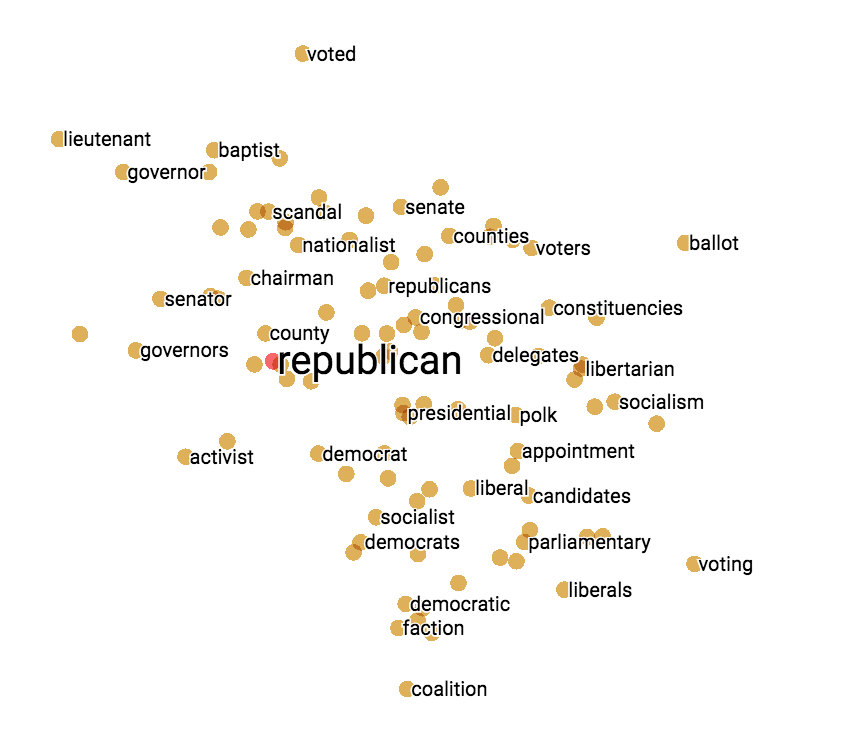 voted
lieutenant
baptist
governor
scandal
senate
counties
nationalist
voters
ballot
chairman
republicans
senator
constituencies
congressional
county
governors
republican
delegates
libertarian
socialism
presidential
polk
activist
democrat
appointment
liberal
candidates
socialist
democrats
parliamentary
voting
liberals
democratic
faction
coalition